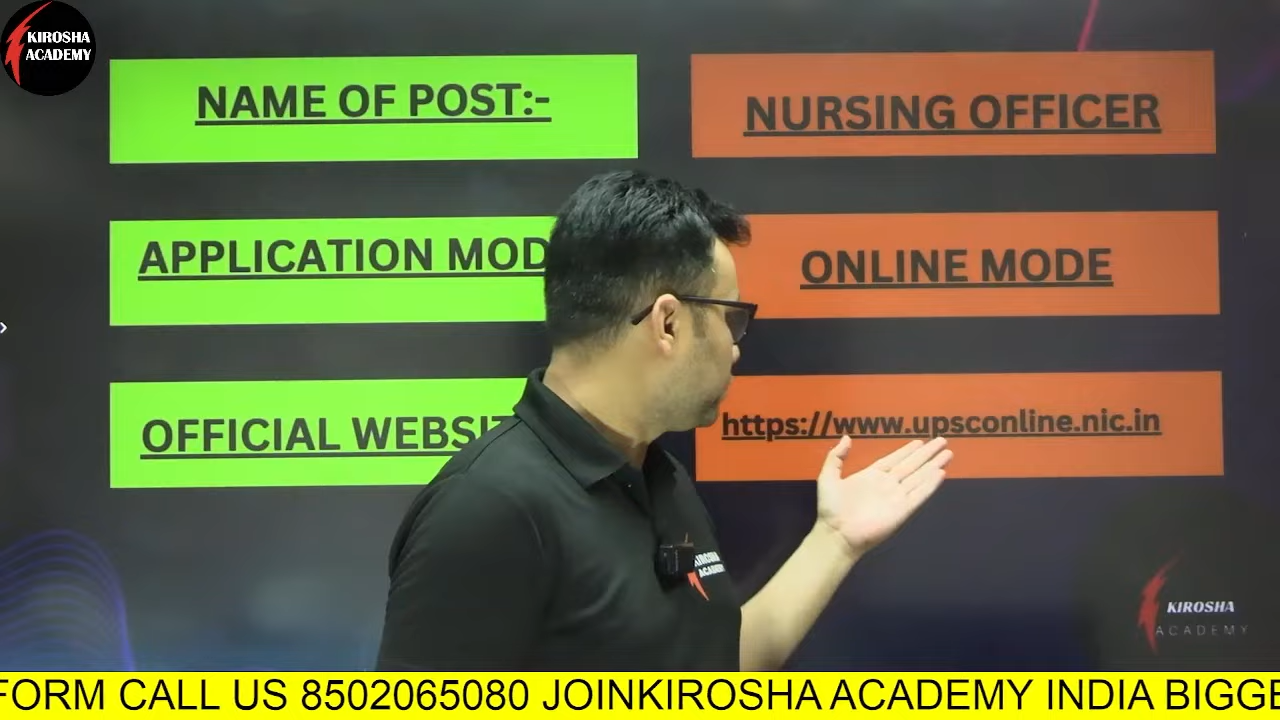 KIROSHA
ACADEMY
NAME OF POST:-
NURSING OFFICER
APPLICATION MOD
ONLINE MODE
OFFICIAL WEBSIT
https://www.upsconline.nic.in
KIROSHA
ACADEMY
KIROSHA
ACADEMY
FORM CALL US 8502065080 JOINKIROSHA ACADEMY INDIA BIGGE